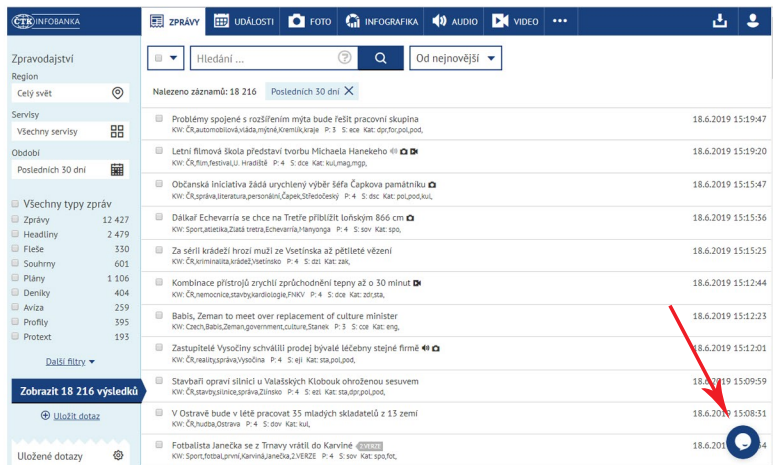 ČTK INFOBANKA
ZPRÁVY
UDÁLOSTI
FOTO
INFOGRAFIKA
AUDIO
VIDEO
Zpravodajství
Region
Celý svět
Servisy
Všechny servisy
Období
Posledních 30 dní
Všechny typy zpráv
Zprávy 12 427
Headliny 2 479
Fleše 330
Souhrny 601
Plány 1 106
Deníky 404
Avíza 259
Profily 395
Protext 193
Další filtry
Zobrazit 18 216 výsledků
Uložit dotaz
Uložené dotazy
Hledání ... ?
Od nejnovější
Nalezeno záznamů: 18 216 Posledních 30 dní
Problémy spojené s rozšířením mýta bude řešit pracovní skupina 18.6.2019 15:19:47
KW: ČR,automobilová,vláda,mýtné,Kremlík,kraje P: 3 S: ece Kat: dpr,for,pol,pod,
Letní filmová škola představí tvorbu Michaela Hanekeho 18.6.2019 15:19:20
KW: ČR,film,festival,U. Hradiště P: 4 S: dce Kat: kul,mag,mgp,
Občanská iniciativa žádá urychlený výběr šéfa Čapkova památníku 18.6.2019 15:15:47
KW: ČR,správa,literatura,personální,Čapek,Středočeský P: 4 S: dsc Kat: pol,pod,kul,
Dálkař Echevarría se chce na Tretře přiblížit loňským 866 cm 18.6.2019 15:15:36
KW: Sport,atletika,Zlatá tretra,Echevarría,Manyonga P: 4 S: sov Kat: spo,
Za sérii krádeží hrozí muži ze Vsetínska až pětileté vězení 18.6.2019 15:15:25
KW: ČR,kriminalita,krádež,Vsetínsko P: 4 S: dzl Kat: zak,
Kombinace přístrojů zrychlí zprůchodnění tepny až o 30 minut 18.6.2019 15:12:44
KW: ČR,nemocnice,stavby,kardiologie,FNKV P: 4 S: dce Kat: zdr,sta,
Babis, Zeman to meet over replacement of culture minister 18.6.2019 15:12:23
KW: Czech,Babis,Zeman,government,culture,Stanek P: 3 S: cce Kat: eng,
Zastupitelé Vysočiny schválili prodej bývalé léčebny stejné firmě 18.6.2019 15:12:01
KW: ČR,reality,správa,Vysočina P: 4 S: eji Kat: sta,pol,pod,
Stavbaři opraví silnici u Valašských Klobouk ohroženou sesuvem 18.6.2019 15:09:59
KW: ČR,stavby,silnice,správa,Zlínsko P: 4 S: ezl Kat: sta,dpr,pol,pod,
V Ostravě bude v létě pracovat 35 mladých skladatelů z 13 zemí 18.6.2019 15:08:31
KW: ČR,hudba,Ostrava P: 4 S: dov Kat: kul,
Fotbalista Janečka se z Trnavy vrátil do Karviné 2.VERZE
KW: Sport,fotbal,první,Karviná,Janečka,2.VERZE P: 4 S: sov Kat: spo,fot,